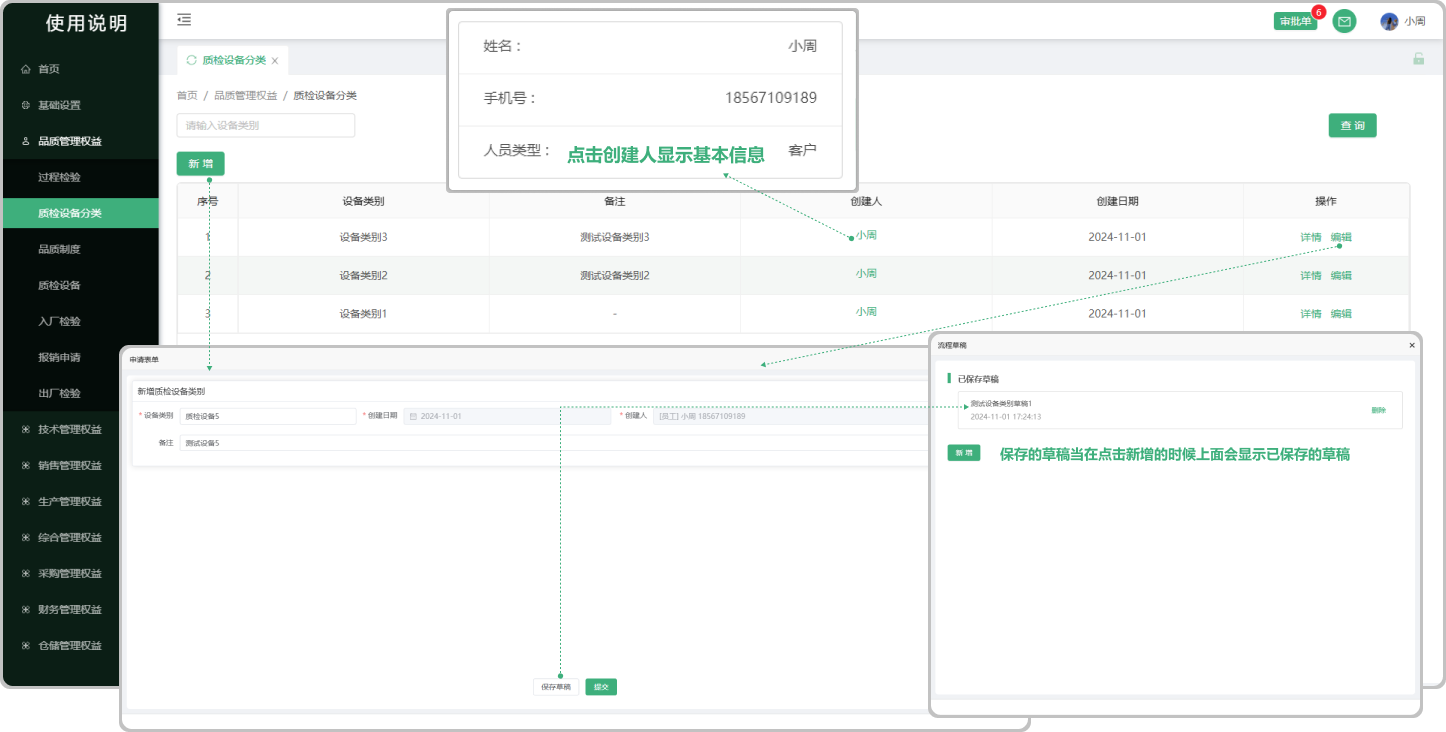 使用说明
首页
基础设置
品质管理权益
过程检验
质检设备分类
品质制度
质检设备
入厂检验
报销申请
出厂检验
技术管理权益
销售管理权益
生产管理权益
综合管理权益
采购管理权益
财务管理权益
仓储管理权益
审批单 6
小周
质检设备分类 x
首页 / 品质管理权益 / 质检设备分类
请输入设备类别
查 询
新 增
姓名： 小周
手机号： 18567109189
人员类型： 点击创建人显示基本信息 客户
序号 设备类别 备注 创建人 创建日期 操作
1 设备类别3 测试设备类别3 小周 2024-11-01 详情 编辑
2 设备类别2 测试设备类别2 小周 2024-11-01 详情 编辑
3 设备类别1 - 小周 2024-11-01 详情 编辑
申请表单
新增质检设备类别
* 设备类别 质检设备5 * 创建日期 2024-11-01 * 创建人 [员工] 小周 18567109189
备注 测试设备5
保存草稿 提交
流程草稿 ×
已保存草稿
测试设备类别草稿1
2024-11-01 17:24:13
删除
新 增 保存的草稿当在点击新增的时候上面会显示已保存的草稿